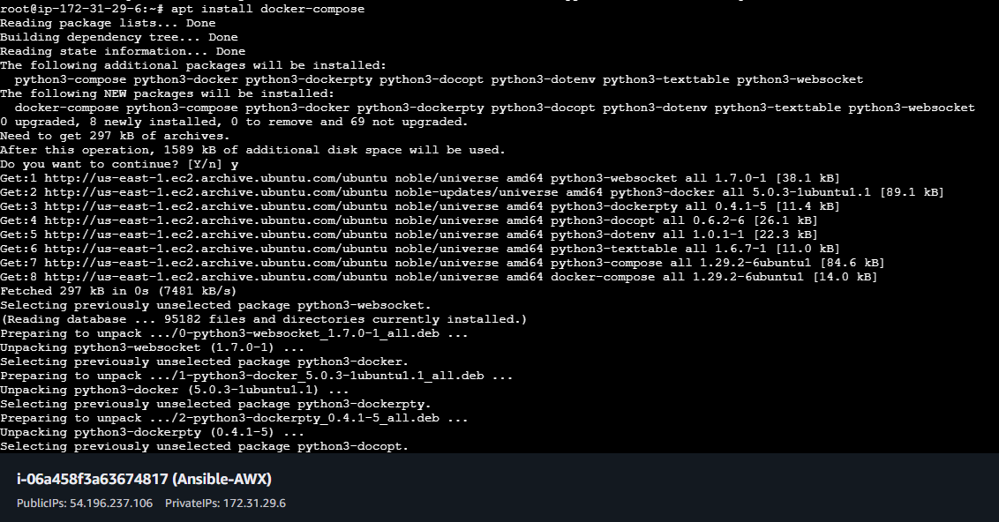 root@ip-172-31-29-6:~# apt install docker-compose
Reading package lists... Done
Building dependency tree... Done
Reading state information... Done
The following additional packages will be installed:
  python3-compose python3-docker python3-dockerpty python3-docopt python3-dotenv python3-texttable python3-websocket
The following NEW packages will be installed:
  docker-compose python3-compose python3-docker python3-dockerpty python3-docopt python3-dotenv python3-texttable python3-websocket
0 upgraded, 8 newly installed, 0 to remove and 69 not upgraded.
Need to get 297 kB of archives.
After this operation, 1589 kB of additional disk space will be used.
Do you want to continue? [Y/n] y
Get:1 http://us-east-1.ec2.archive.ubuntu.com/ubuntu noble/universe amd64 python3-websocket all 1.7.0-1 [38.1 kB]
Get:2 http://us-east-1.ec2.archive.ubuntu.com/ubuntu noble-updates/universe amd64 python3-docker all 5.0.3-1ubuntu1.1 [89.1 kB]
Get:3 http://us-east-1.ec2.archive.ubuntu.com/ubuntu noble/universe amd64 python3-dockerpty all 0.4.1-5 [11.4 kB]
Get:4 http://us-east-1.ec2.archive.ubuntu.com/ubuntu noble/universe amd64 python3-docopt all 0.6.2-6 [26.1 kB]
Get:5 http://us-east-1.ec2.archive.ubuntu.com/ubuntu noble/universe amd64 python3-dotenv all 1.0.1-1 [22.3 kB]
Get:6 http://us-east-1.ec2.archive.ubuntu.com/ubuntu noble/universe amd64 python3-texttable all 1.6.7-1 [11.0 kB]
Get:7 http://us-east-1.ec2.archive.ubuntu.com/ubuntu noble/universe amd64 python3-compose all 1.29.2-6ubuntu1 [84.6 kB]
Get:8 http://us-east-1.ec2.archive.ubuntu.com/ubuntu noble/universe amd64 docker-compose all 1.29.2-6ubuntu1 [14.0 kB]
Fetched 297 kB in 0s (7481 kB/s)
Selecting previously unselected package python3-websocket.
(Reading database ... 95182 files and directories currently installed.)
Preparing to unpack .../0-python3-websocket_1.7.0-1_all.deb ...
Unpacking python3-websocket (1.7.0-1) ...
Selecting previously unselected package python3-docker.
Preparing to unpack .../1-python3-docker_5.0.3-1ubuntu1.1_all.deb ...
Unpacking python3-docker (5.0.3-1ubuntu1.1) ...
Selecting previously unselected package python3-dockerpty.
Preparing to unpack .../2-python3-dockerpty_0.4.1-5_all.deb ...
Unpacking python3-dockerpty (0.4.1-5) ...
Selecting previously unselected package python3-docopt.
i-06a458f3a63674817 (Ansible-AWX)
PublicIPs: 54.196.237.106 PrivateIPs: 172.31.29.6